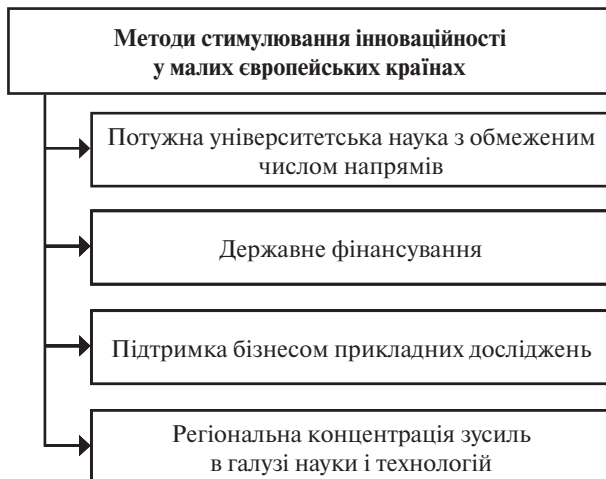 Методи стимулювання інноваційності
у малих європейських країнах
Потужна університетська наука з обмеженим
числом напрямів
Державне фінансування
Підтримка бізнесом прикладних досліджень
Регіональна концентрація зусиль
в галузі науки і технологій